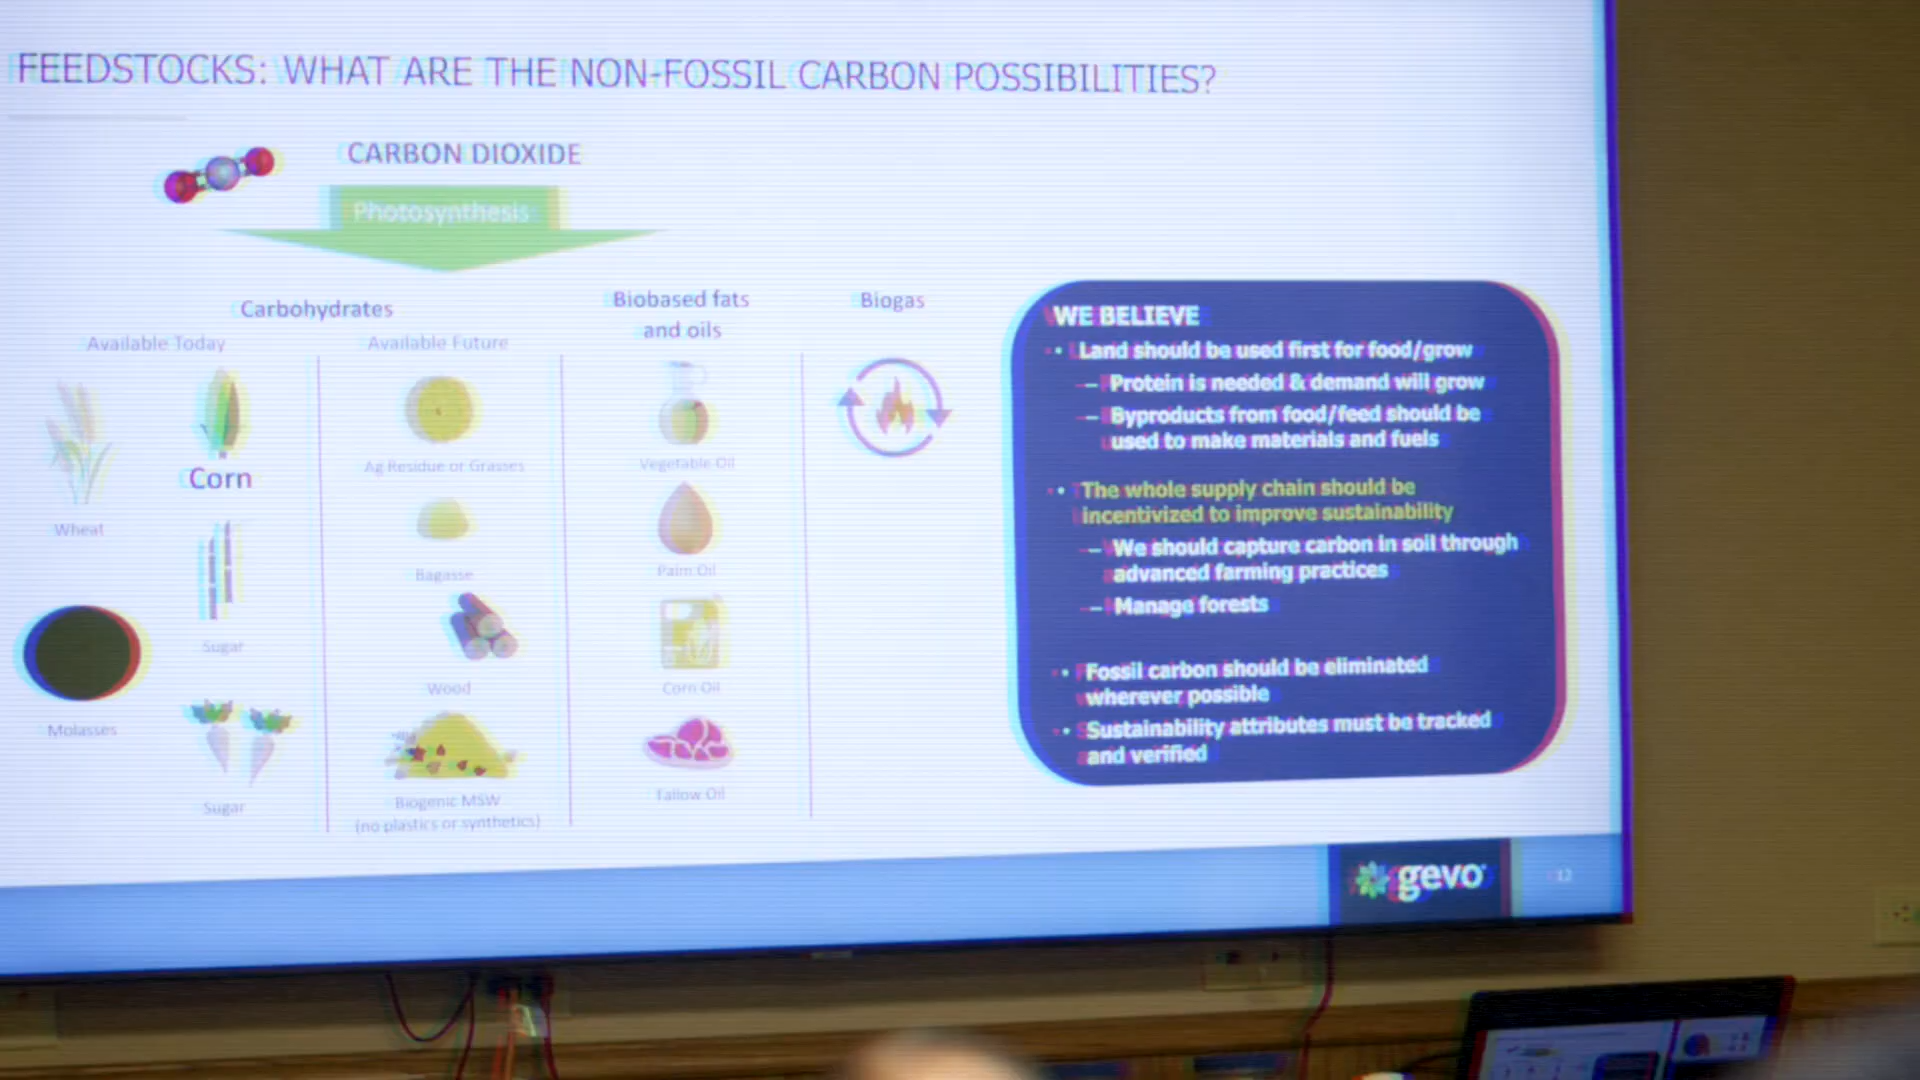 FEEDSTOCKS: WHAT ARE THE NON-FOSSIL CARBON POSSIBILITIES?
CARBON DIOXIDE
Photosynthesis
Carbohydrates
Available Today
Available Future
Biobased fats
and oils
Biogas
Wheat
Corn
Sugar
Molasses
Sugar
Ag Residue or Grasses
Bagasse
Wood
Biogenic MSW
(no plastics or synthetics)
Vegetable Oil
Palm Oil
Corn Oil
Tallow Oil
WE BELIEVE
• Land should be used first for food/grow
– Protein is needed & demand will grow
– Byproducts from food/feed should be
used to make materials and fuels
• The whole supply chain should be
incentivized to improve sustainability
– We should capture carbon in soil through
advanced farming practices
– Manage forests
• Fossil carbon should be eliminated
wherever possible
• Sustainability attributes must be tracked
and verified
gevo
12